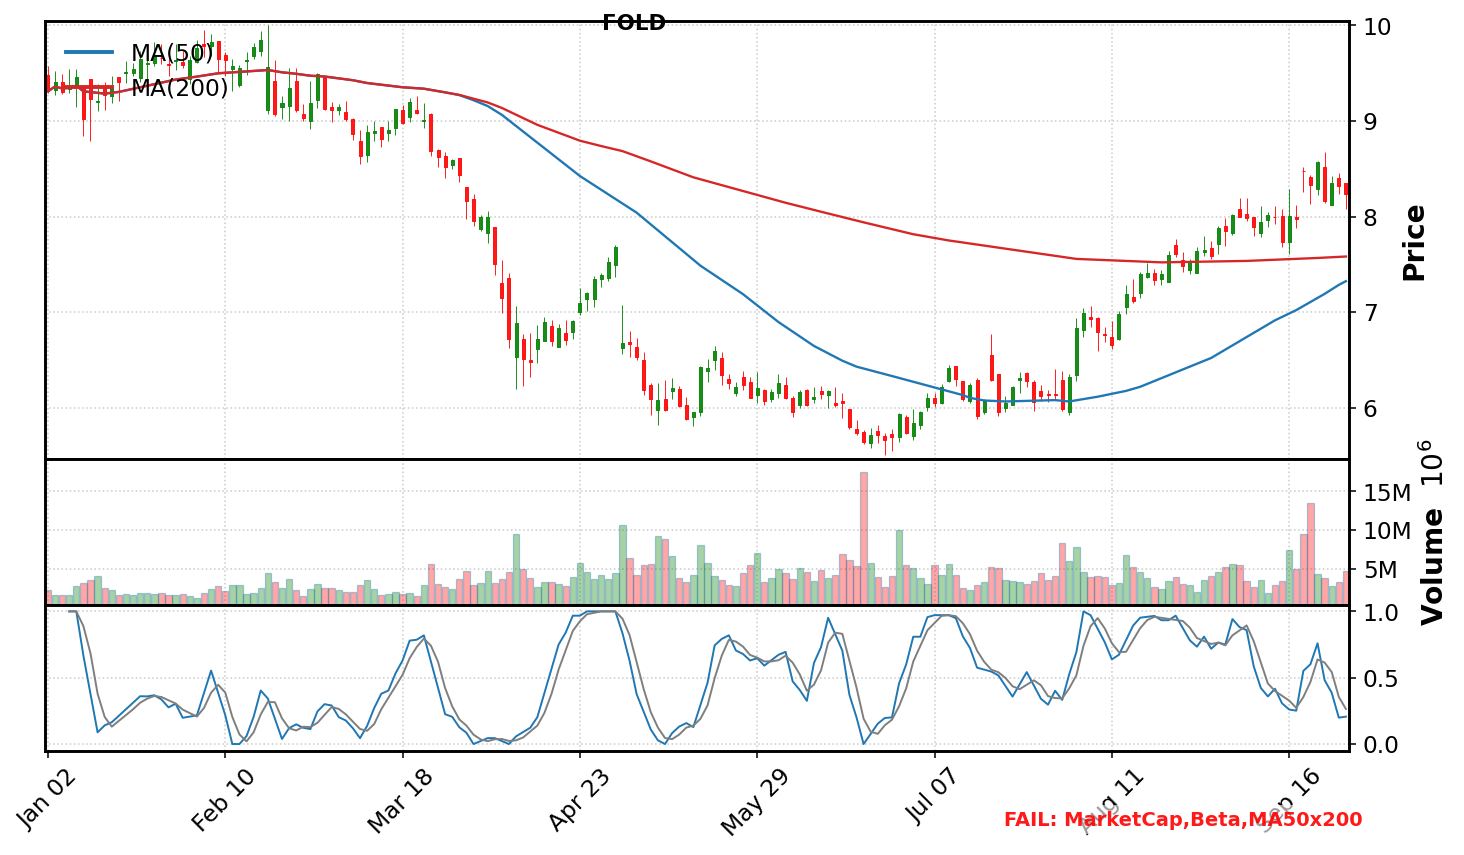 FOLD
MA(50)
MA(200)
10
9
8
7
6
Price
15M
10M
5M
Volume 10^6
1.0
0.5
0.0
Jan 02
Feb 10
Mar 18
Apr 23
May 29
Jul 07
Aug 11
Sep 16
FAIL: MarketCap,Beta,MA50x200